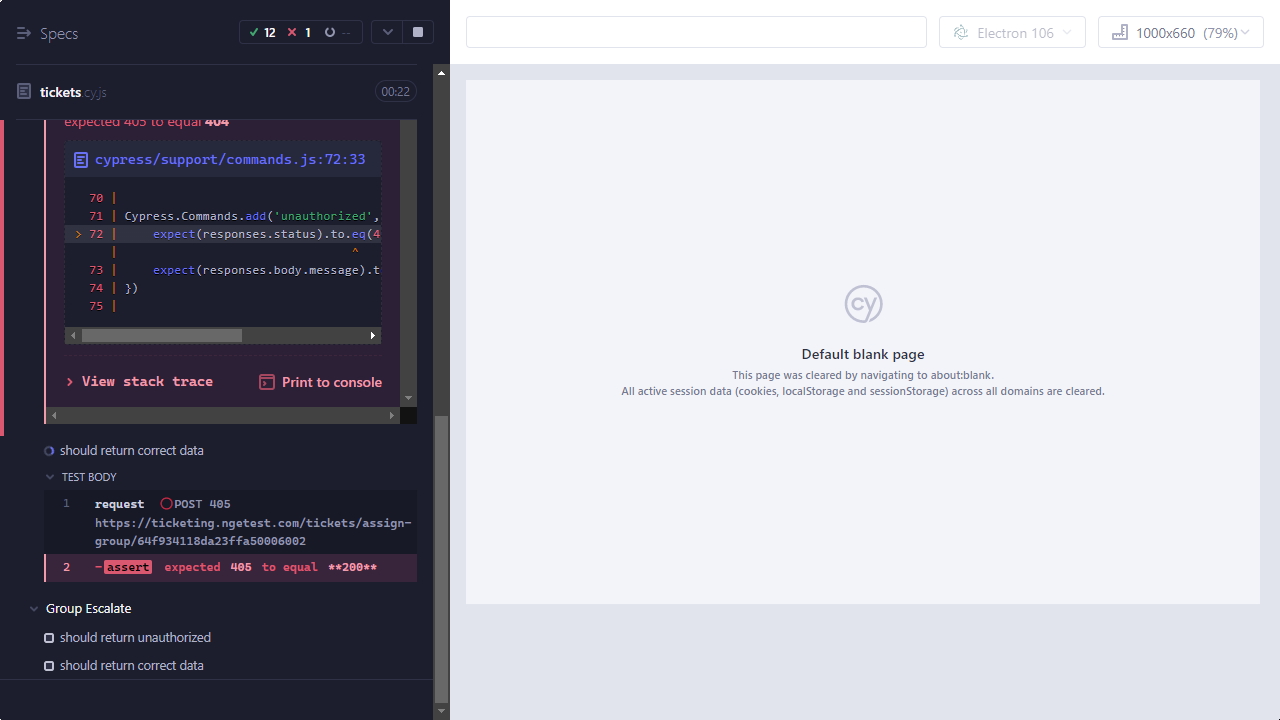 Specs
12
1
--
Electron 106
1000x660 (79%)
tickets cy.js
00:22
expected 405 to equal 404
cypress/support/commands.js:72:33
70 |
71 | Cypress.Commands.add('unauthorized',
> 72 |     expect(responses.status).to.eq(4
| ^
73 |     expect(responses.body.message).t
74 | })
75 |
> View stack trace
Print to console
should return correct data
TEST BODY
1 request POST 405
https://ticketing.ngetest.com/tickets/assign-
group/64f934118da23ffa50006002
2 -assert expected 405 to equal **200**
Group Escalate
should return unauthorized
should return correct data
cy
Default blank page
This page was cleared by navigating to about:blank.
All active session data (cookies, localStorage and sessionStorage) across all domains are cleared.